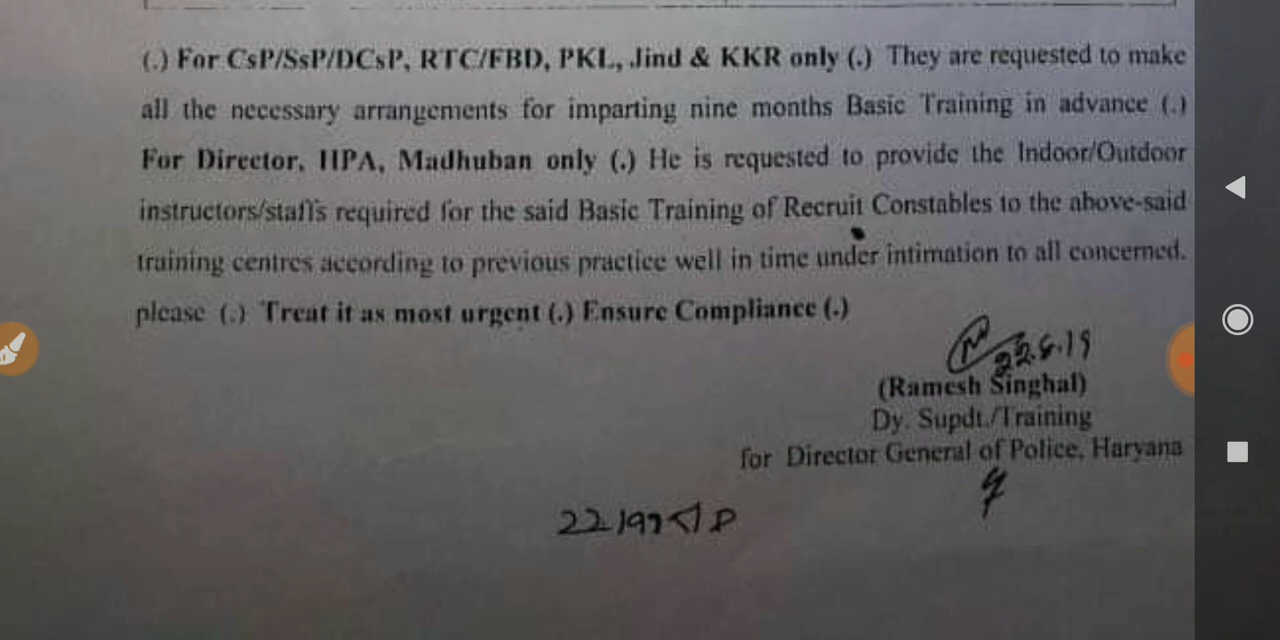 (.) For CsP/SsP/DCsP, RTC/FBD, PKL, Jind & KKR only (.) They are requested to make
all the necessary arrangements for imparting nine months Basic Training in advance (.)
For Director, HPA, Madhuban only (.) He is requested to provide the Indoor/Outdoor
instructors/staffs required for the said Basic Training of Recruit Constables to the above-said
training centres according to previous practice well in time under intimation to all concerned.
please (.) Treat it as most urgent (.) Ensure Compliance (.)
(Ramesh Singhal)
Dy. Supdt./Training
for Director General of Police, Haryana